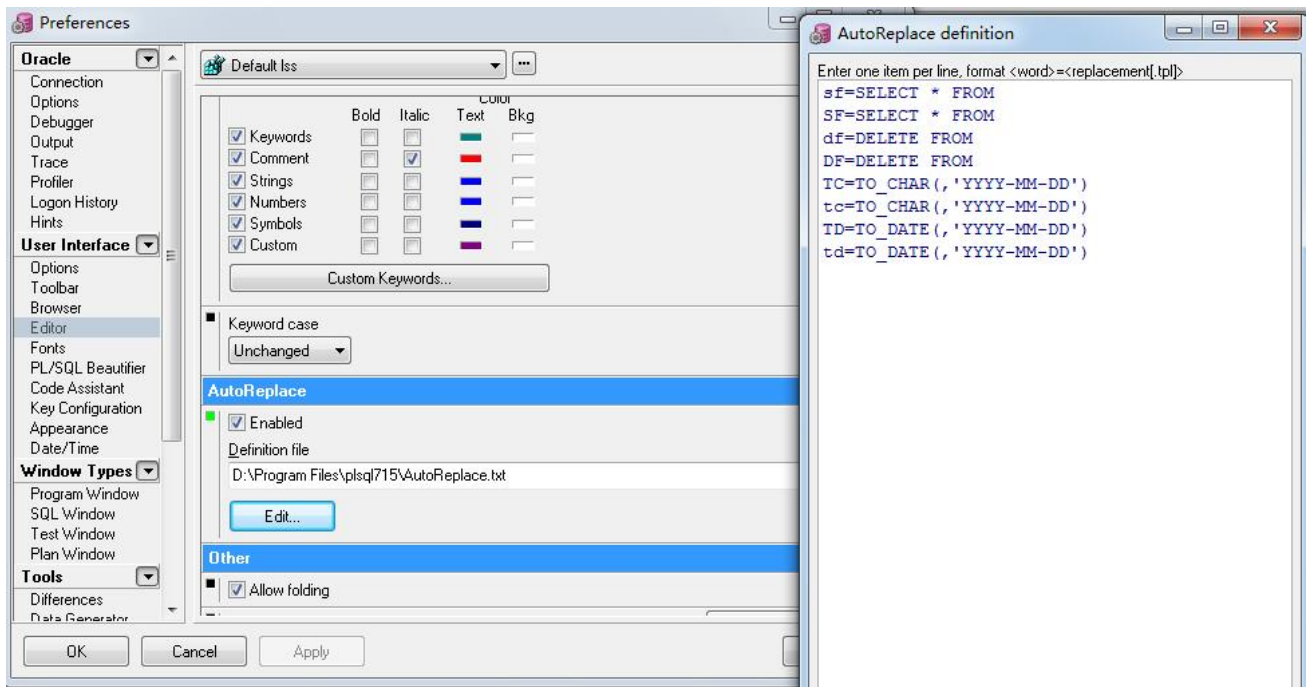 Preferences
Oracle
Connection
Options
Debugger
Output
Trace
Profiler
Logon History
Hints
User Interface
Options
Toolbar
Browser
Editor
Fonts
PL/SQL Beautifier
Code Assistant
Key Configuration
Appearance
Date/Time
Window Types
Program Window
SQL Window
Test Window
Plan Window
Tools
Differences
Data Generator
Default lss
Color
Bold Italic Text Bkg
Keywords
Comment
Strings
Numbers
Symbols
Custom
Custom Keywords...
Keyword case
Unchanged
AutoReplace
Enabled
Definition file
D:\Program Files\plsql715\AutoReplace.txt
Edit...
Other
Allow folding
OK Cancel Apply
AutoReplace definition
Enter one item per line, format <word>=<replacement[.tpl]>
sf=SELECT * FROM
SF=SELECT * FROM
df=DELETE FROM
DF=DELETE FROM
TC=TO_CHAR(,'YYYY-MM-DD')
tc=TO_CHAR(,'YYYY-MM-DD')
TD=TO_DATE(,'YYYY-MM-DD')
td=TO_DATE(,'YYYY-MM-DD')